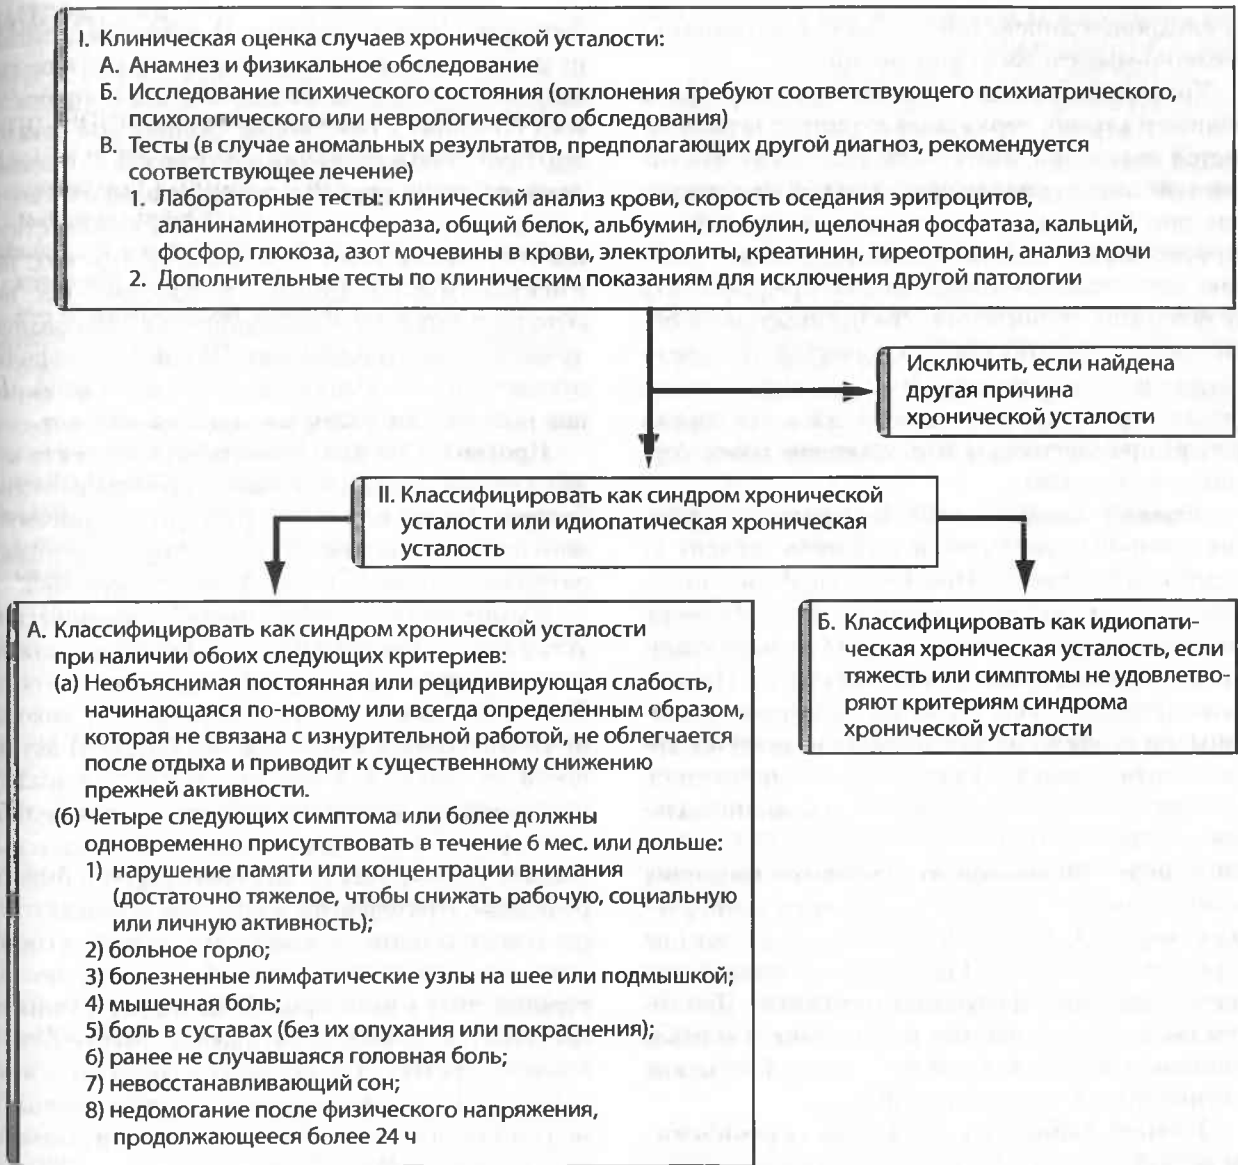 I. Клиническая оценка случаев хронической усталости:
А. Анамнез и физикальное обследование
Б. Исследование психического состояния (отклонения требуют соответствующего психиатрического,
психологического или неврологического обследования)
В. Тесты (в случае аномальных результатов, предполагающих другой диагноз, рекомендуется
соответствующее лечение)
1. Лабораторные тесты: клинический анализ крови, скорость оседания эритроцитов,
аланинаминотрансфераза, общий белок, альбумин, глобулин, щелочная фосфатаза, кальций,
фосфор, глюкоза, азот мочевины в крови, электролиты, креатинин, тиреотропин, анализ мочи
2. Дополнительные тесты по клиническим показаниям для исключения другой патологии
Исключить, если найдена
другая причина
хронической усталости
II. Классифицировать как синдром хронической
усталости или идиопатическая хроническая
усталость
А. Классифицировать как синдром хронической усталости
при наличии обоих следующих критериев:
(а) Необъяснимая постоянная или рецидивирующая слабость,
начинающаяся по-новому или всегда определенным образом,
которая не связана с изнурительной работой, не облегчается
после отдыха и приводит к существенному снижению
прежней активности.
(б) Четыре следующих симптома или более должны
одновременно присутствовать в течение 6 мес. или дольше:
1) нарушение памяти или концентрации внимания
(достаточно тяжелое, чтобы снижать рабочую, социальную
или личную активность);
2) больное горло;
3) болезненные лимфатические узлы на шее или подмышкой;
4) мышечная боль;
5) боль в суставах (без их опухания или покраснения);
6) ранее не случавшаяся головная боль;
7) невосстанавливающий сон;
8) недомогание после физического напряжения,
продолжающееся более 24 ч
Б. Классифицировать как идиопати-
ческая хроническая усталость, если
тяжесть или симптомы не удовлетво-
ряют критериям синдрома
хронической усталости